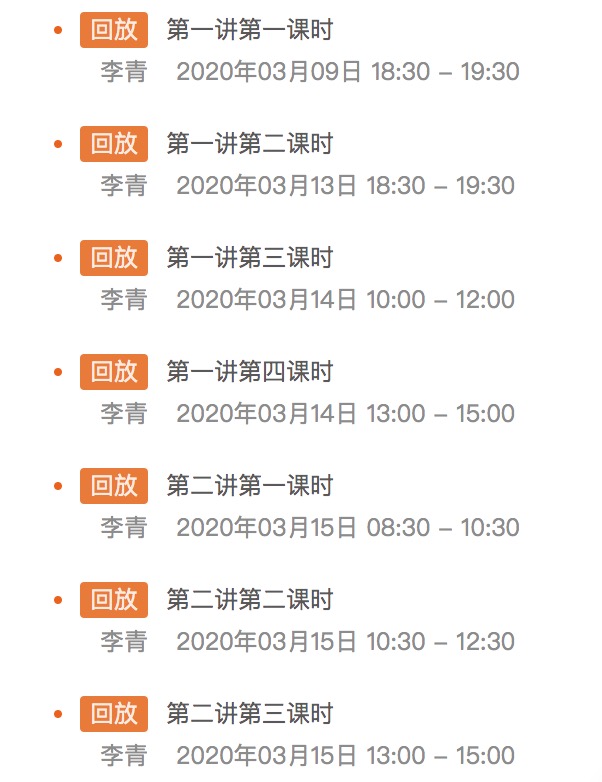 回放 第一讲第一课时
李青 2020年03月09日 18:30 – 19:30
回放 第一讲第二课时
李青 2020年03月13日 18:30 – 19:30
回放 第一讲第三课时
李青 2020年03月14日 10:00 – 12:00
回放 第一讲第四课时
李青 2020年03月14日 13:00 – 15:00
回放 第二讲第一课时
李青 2020年03月15日 08:30 – 10:30
回放 第二讲第二课时
李青 2020年03月15日 10:30 – 12:30
回放 第二讲第三课时
李青 2020年03月15日 13:00 – 15:00